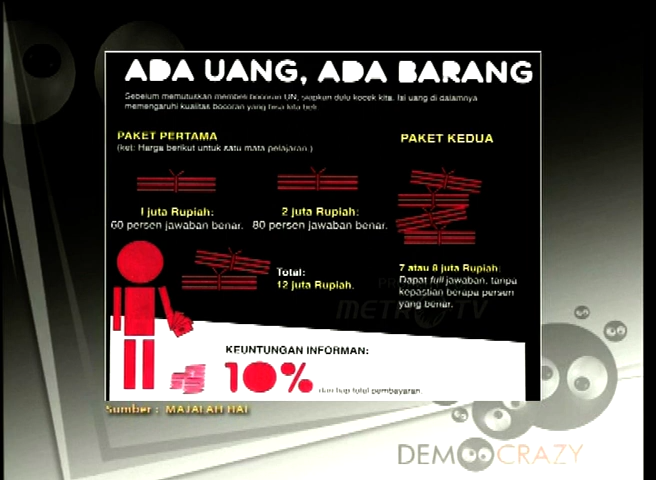 ADA UANG, ADA BARANG
Sebelum memutuskan membeli bocoran UN, siapkan dulu kocek kita. Isi uang di dalamnya
memengaruhi kualitas bocoran yang bisa kita beli.
PAKET PERTAMA
(ket: Harga berikut untuk satu mata pelajaran.)
PAKET KEDUA
1 juta Rupiah:
60 persen jawaban benar.
2 juta Rupiah:
80 persen jawaban benar.
Total:
12 juta Rupiah.
7 atau 8 juta Rupiah:
Dapat full jawaban, tanpa
kepastian berapa persen
yang benar.
METRO TV
KEUNTUNGAN INFORMAN:
10% dari tiap total pembayaran.
Sumber : MAJALAH HAI
DEMOCRAZY